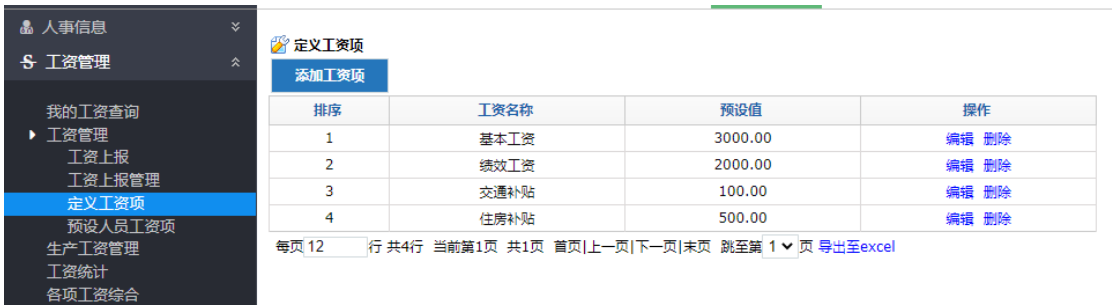 人事信息
工资管理
我的工资查询
工资管理
工资上报
工资上报管理
定义工资项
预设人员工资项
生产工资管理
工资统计
各项工资综合
定义工资项
添加工资项
排序 工资名称 预设值 操作
1 基本工资 3000.00 编辑 删除
2 绩效工资 2000.00 编辑 删除
3 交通补贴 100.00 编辑 删除
4 住房补贴 500.00 编辑 删除
每页 12 行 共4行 当前第1页 共1页 首页|上一页|下一页|末页 跳至第 1 页 导出至excel